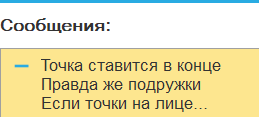 Сообщения:
Точка ставится в конце
Правда же подружки
Если точки на лице...